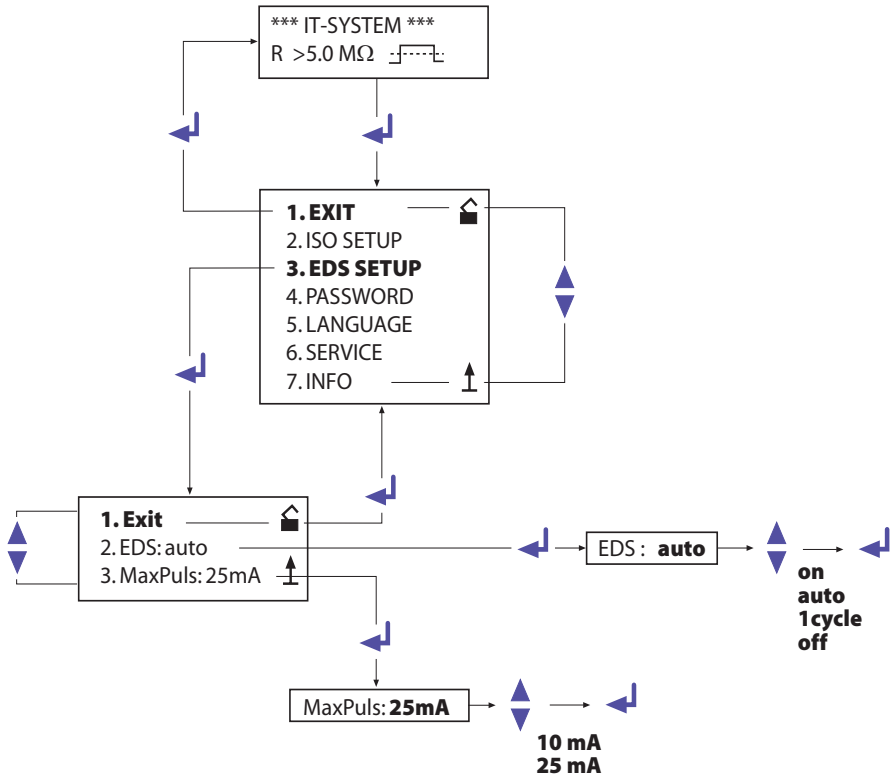 *** IT-SYSTEM ***
R >5.0 MΩ
1. EXIT
2. ISO SETUP
3. EDS SETUP
4. PASSWORD
5. LANGUAGE
6. SERVICE
7. INFO
1. Exit
2. EDS: auto
3. MaxPuls: 25mA
EDS : auto
on
auto
1cycle
off
MaxPuls: 25mA
10 mA
25 mA